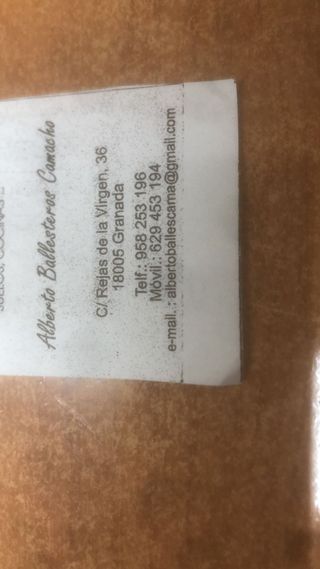 Alberto Ballesteros Camacho
C/ Rejas de la Virgen, 36
18005 Granada
Telf.: 958 253 196
Móvil.: 629 453 194
e-mail.: albertoballescama@gmail.com